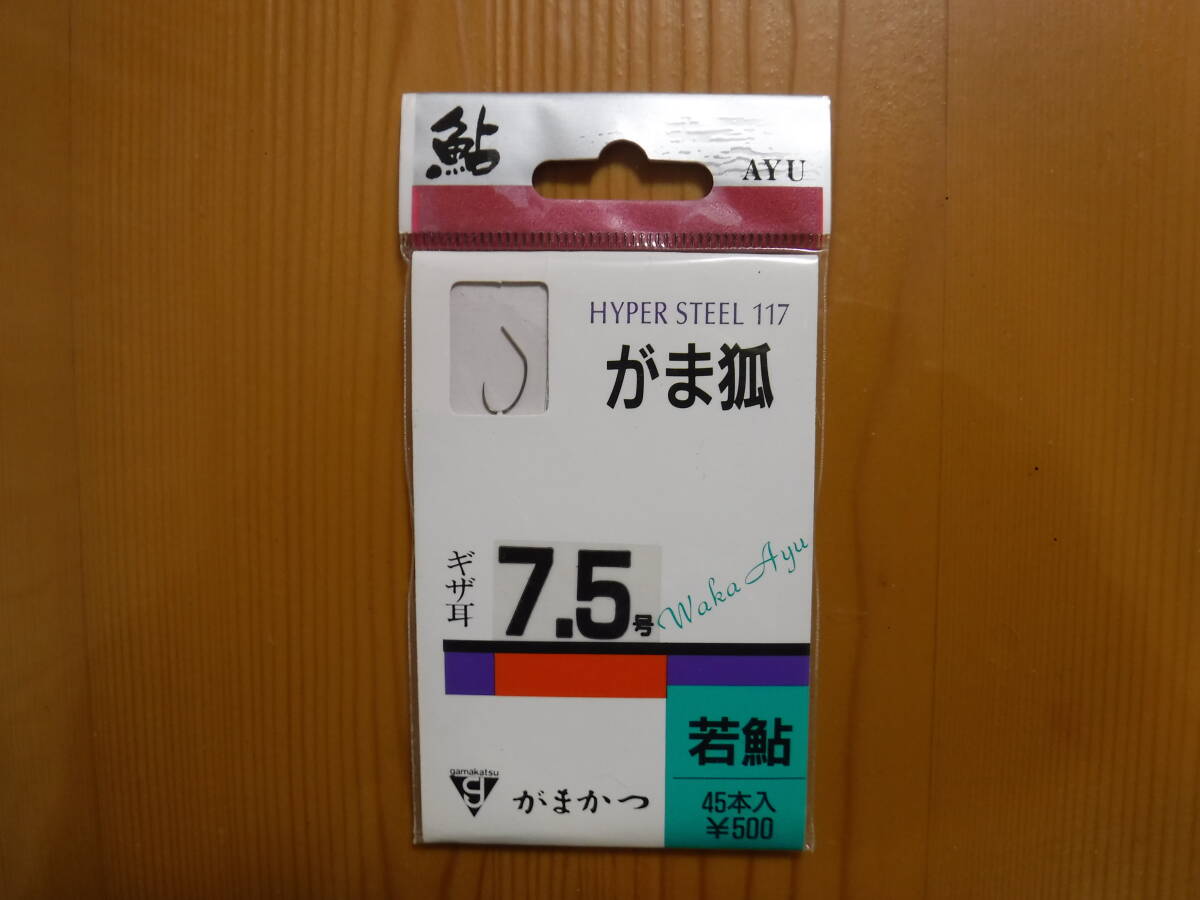 鮎
AYU
HYPER STEEL 117
がま狐
ギザ耳
7.5号
Waka Ayu
若鮎
45本入
¥500
gamakatsu
g
がまかつ